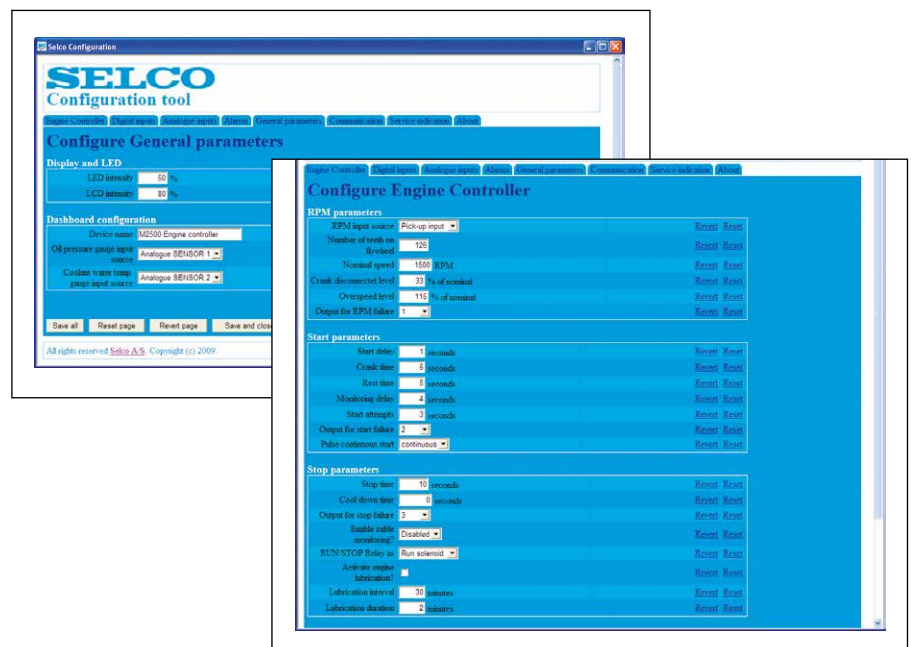 Selco Configuration
SELCO
Configuration tool
Engine Controller Digital inputs Analogue inputs Alarms General parameters Communication Service indication About
Configure General parameters
Display and LED
LED intensity 50 %
LCD intensity 80 %
Dashboard configuration
Device name M2500 Engine controller
Oil pressure gauge input source Analogue SENSOR 1
Coolant water temp. gauge input source Analogue SENSOR 2
Save all Reset page Revert page Save and close
All rights reserved Selco A/S. Copyright (c) 2009.
Engine Controller Digital inputs Analogue inputs Alarms General parameters Communication Service indication About
Configure Engine Controller
RPM parameters
RPM input source Pick-up input Revert Reset
Number of teeth on flywheel 126 Revert Reset
Nominal speed 1500 RPM Revert Reset
Crank disconnectet level 33 % of nominal Revert Reset
Overspeed level 115 % of nominal Revert Reset
Output for RPM failure 1 Revert Reset
Start parameters
Start delay 1 seconds Revert Reset
Crank time 5 seconds Revert Reset
Rest time 5 seconds Revert Reset
Monitoring delay 4 seconds Revert Reset
Start attempts 3 seconds Revert Reset
Output for start failure 2 Revert Reset
Pulse/continuous start continuous Revert Reset
Stop parameters
Stop time 10 seconds Revert Reset
Cool down time 0 seconds Revert Reset
Output for stop failure 3 Revert Reset
Enable cable monitoring? Disabled Revert Reset
RUN/STOP Relay as Run solenoid Revert Reset
Activate engine lubrication? Revert Reset
Lubrication interval 30 minutes Revert Reset
Lubrication duration 2 minutes Revert Reset